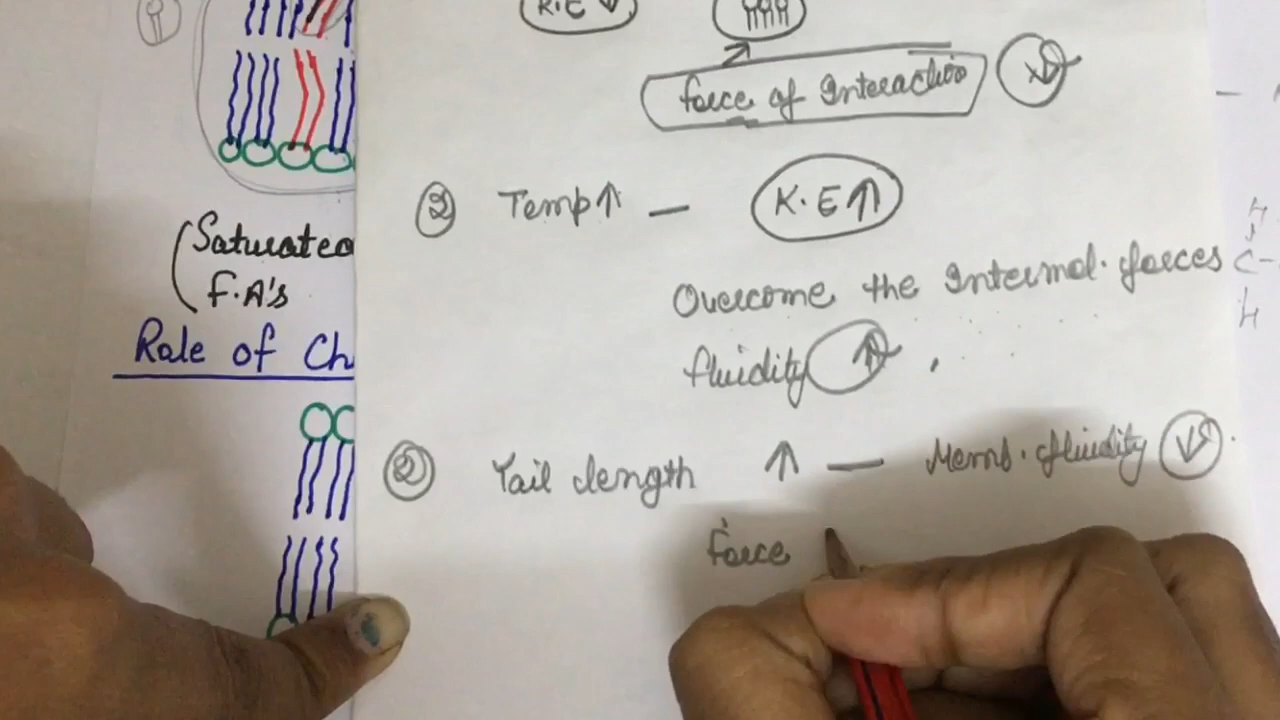 K.E ↓
Force of Interaction
② Temp↑ — K.E↑
Overcome the Internal. forces
fluidity ↑ ,
② Tail length ↑ — Memb. fluidity ↓
Force
(Saturated
F.A's
Role of Ch
H
C-
H